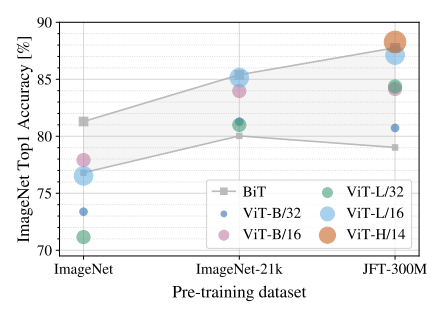 ImageNet Top1 Accuracy [%]
90
85
80
75
70
BiT
ViT-B/32
ViT-B/16
ViT-L/32
ViT-L/16
ViT-H/14
ImageNet
ImageNet-21k
JFT-300M
Pre-training dataset